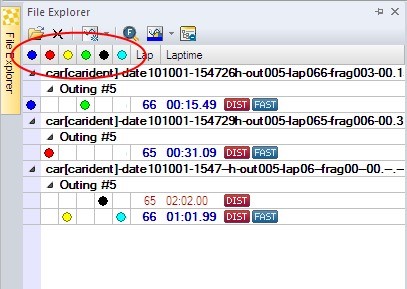 File Explorer
File Explorer
Lap Laptime
car[carident]-date101001-154726h-out005-lap066-frag003-00.1
Outing #5
66 00:15.49 DIST FAST
car[carident]-date101001-154729h-out005-lap065-frag006-00.3
Outing #5
65 00:31.09 DIST FAST
car[carident]-date101001-1547--h-out005-lap06--frag00--00.--.--
Outing #5
65 02:02.00 DIST
66 01:01.99 DIST FAST